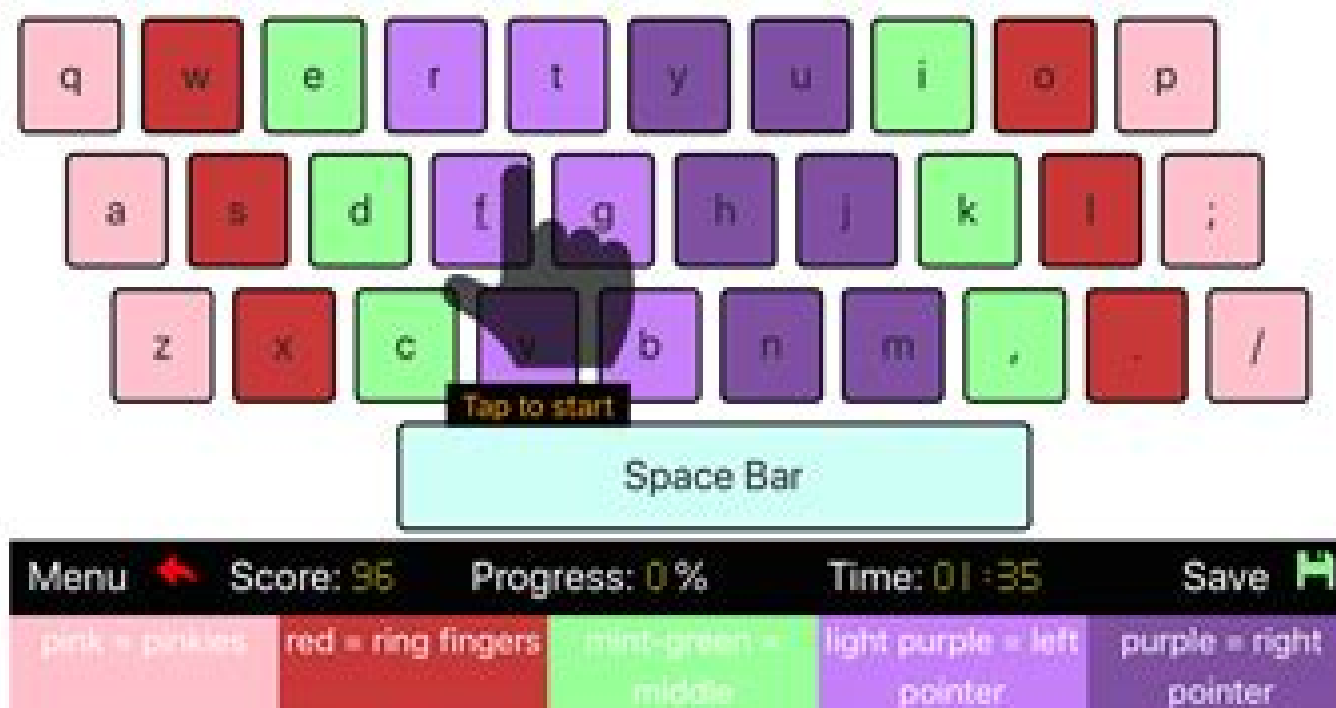 q w e r t y u i o p
a s d f g h j k l ;
z x c v b n m , . /
Tap to start
Space Bar
Menu Score: 96 Progress: 0 % Time: 01:35 Save
pink = pinkies red = ring fingers mint-green = light purple = left purple = right
middle pointer pointer